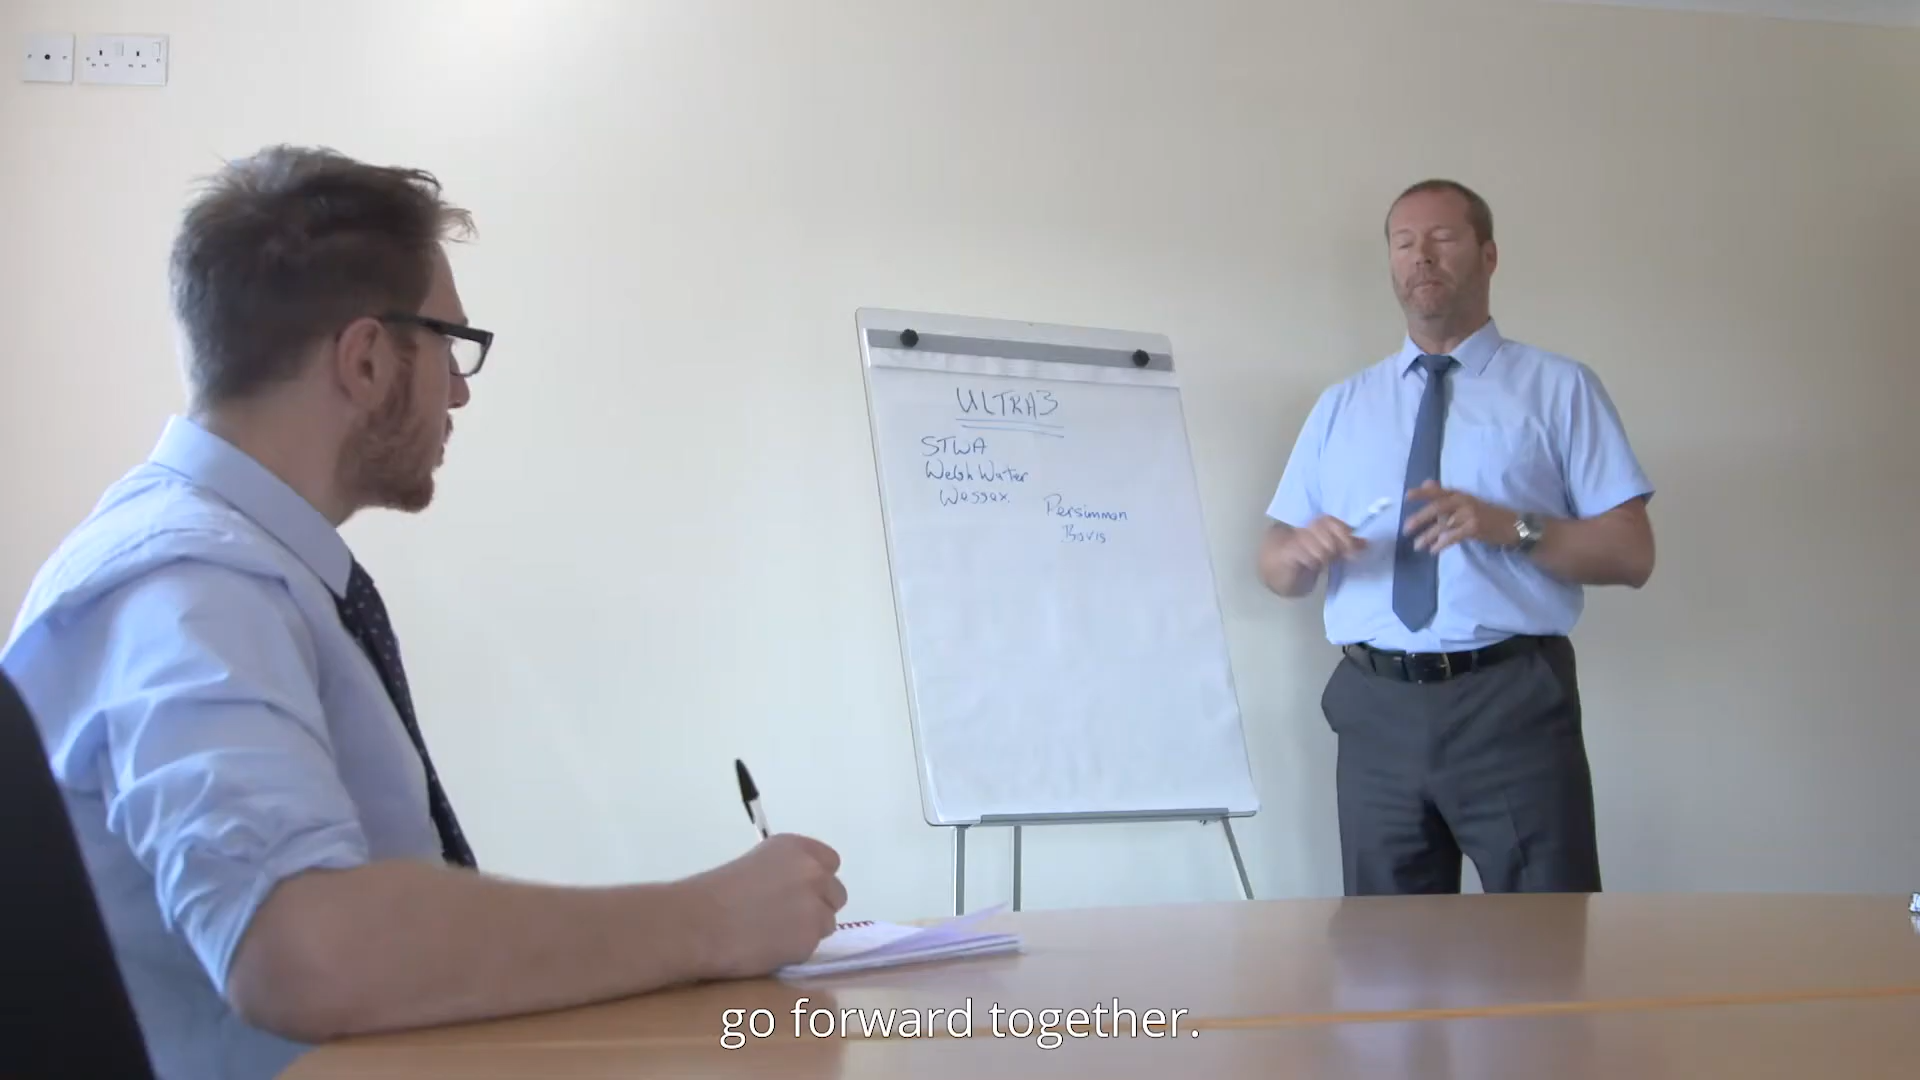 ULTRA3
STWA
Welsh Water
Wessex.
Persimmon
Bovis
go forward together.